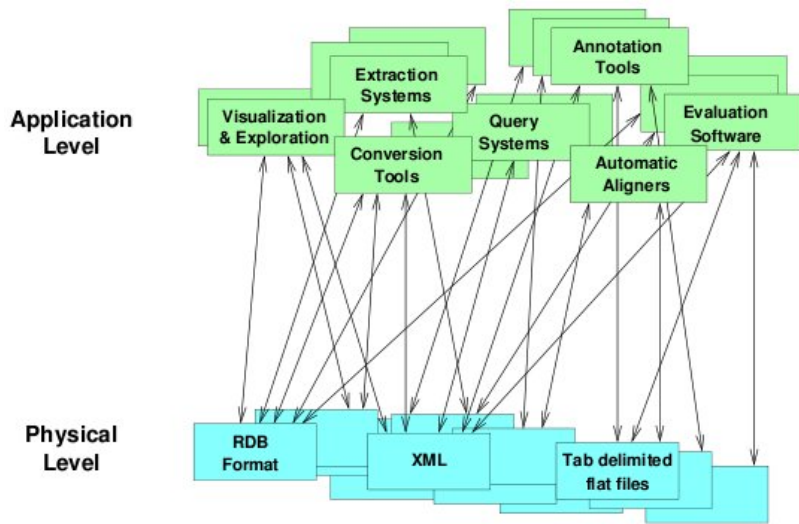 Application
Level
Annotation
Tools
Extraction
Systems
Visualization
& Exploration
Query
Systems
Evaluation
Software
Conversion
Tools
Automatic
Aligners
Physical
Level
RDB
Format
XML
Tab delimited
flat files